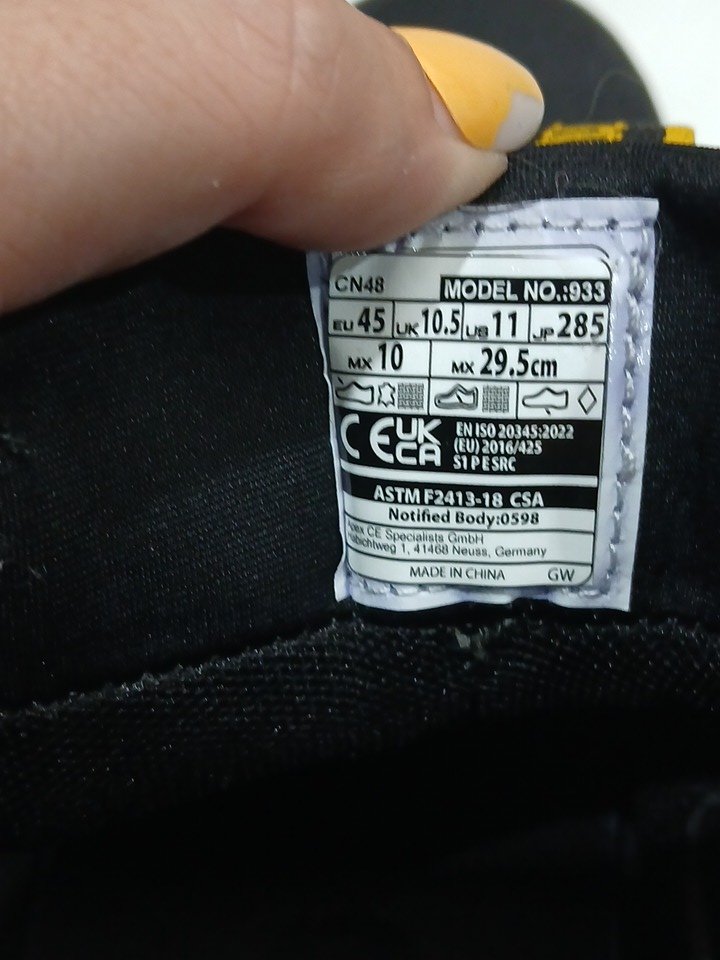 CN48 MODEL NO.:933
EU 45 UK 10.5 US 11 JP 285
MX 10 MX 29.5cm
CE UK CA EN ISO 20345:2022
(EU) 2016/425
S1 P E SRC
ASTM F2413-18 CSA
Notified Body:0598
CE Specialists GmbH
1, 41468 Neuss, Germany
MADE IN CHINA GW